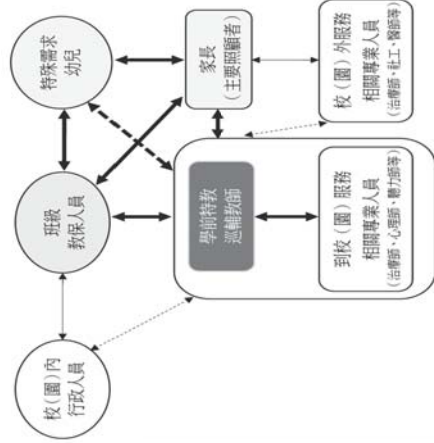 校（園）內
行政人員
班級
教保人員
特殊需求
幼兒
學前特教
巡輔教師
家長
（主要照顧者）
到校（園）服務
相關專業人員
（治療師、心理師、聽力師等）
校（園）外服務
相關專業人員
（治療師、社工、醫師等）